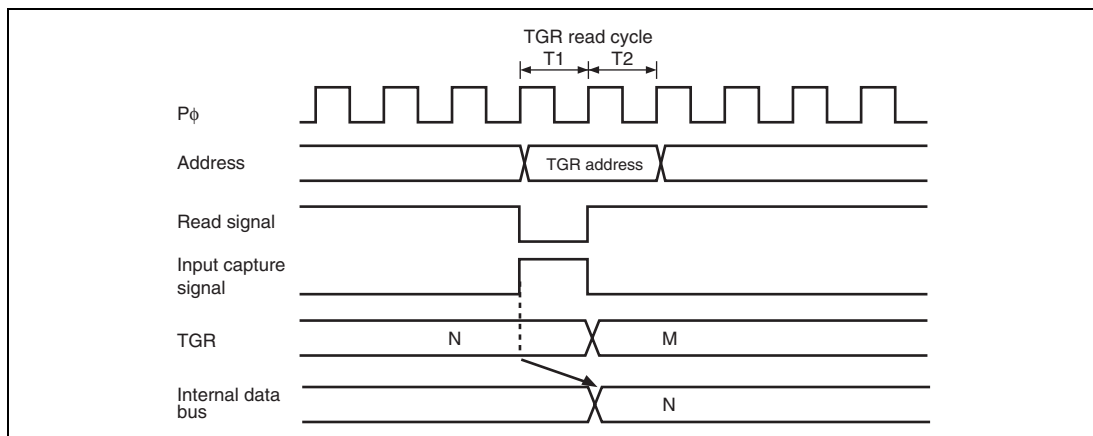 TGR read cycle
T1 T2
Pϕ
Address
TGR address
Read signal
Input capture
signal
TGR
N M
Internal data
bus
N